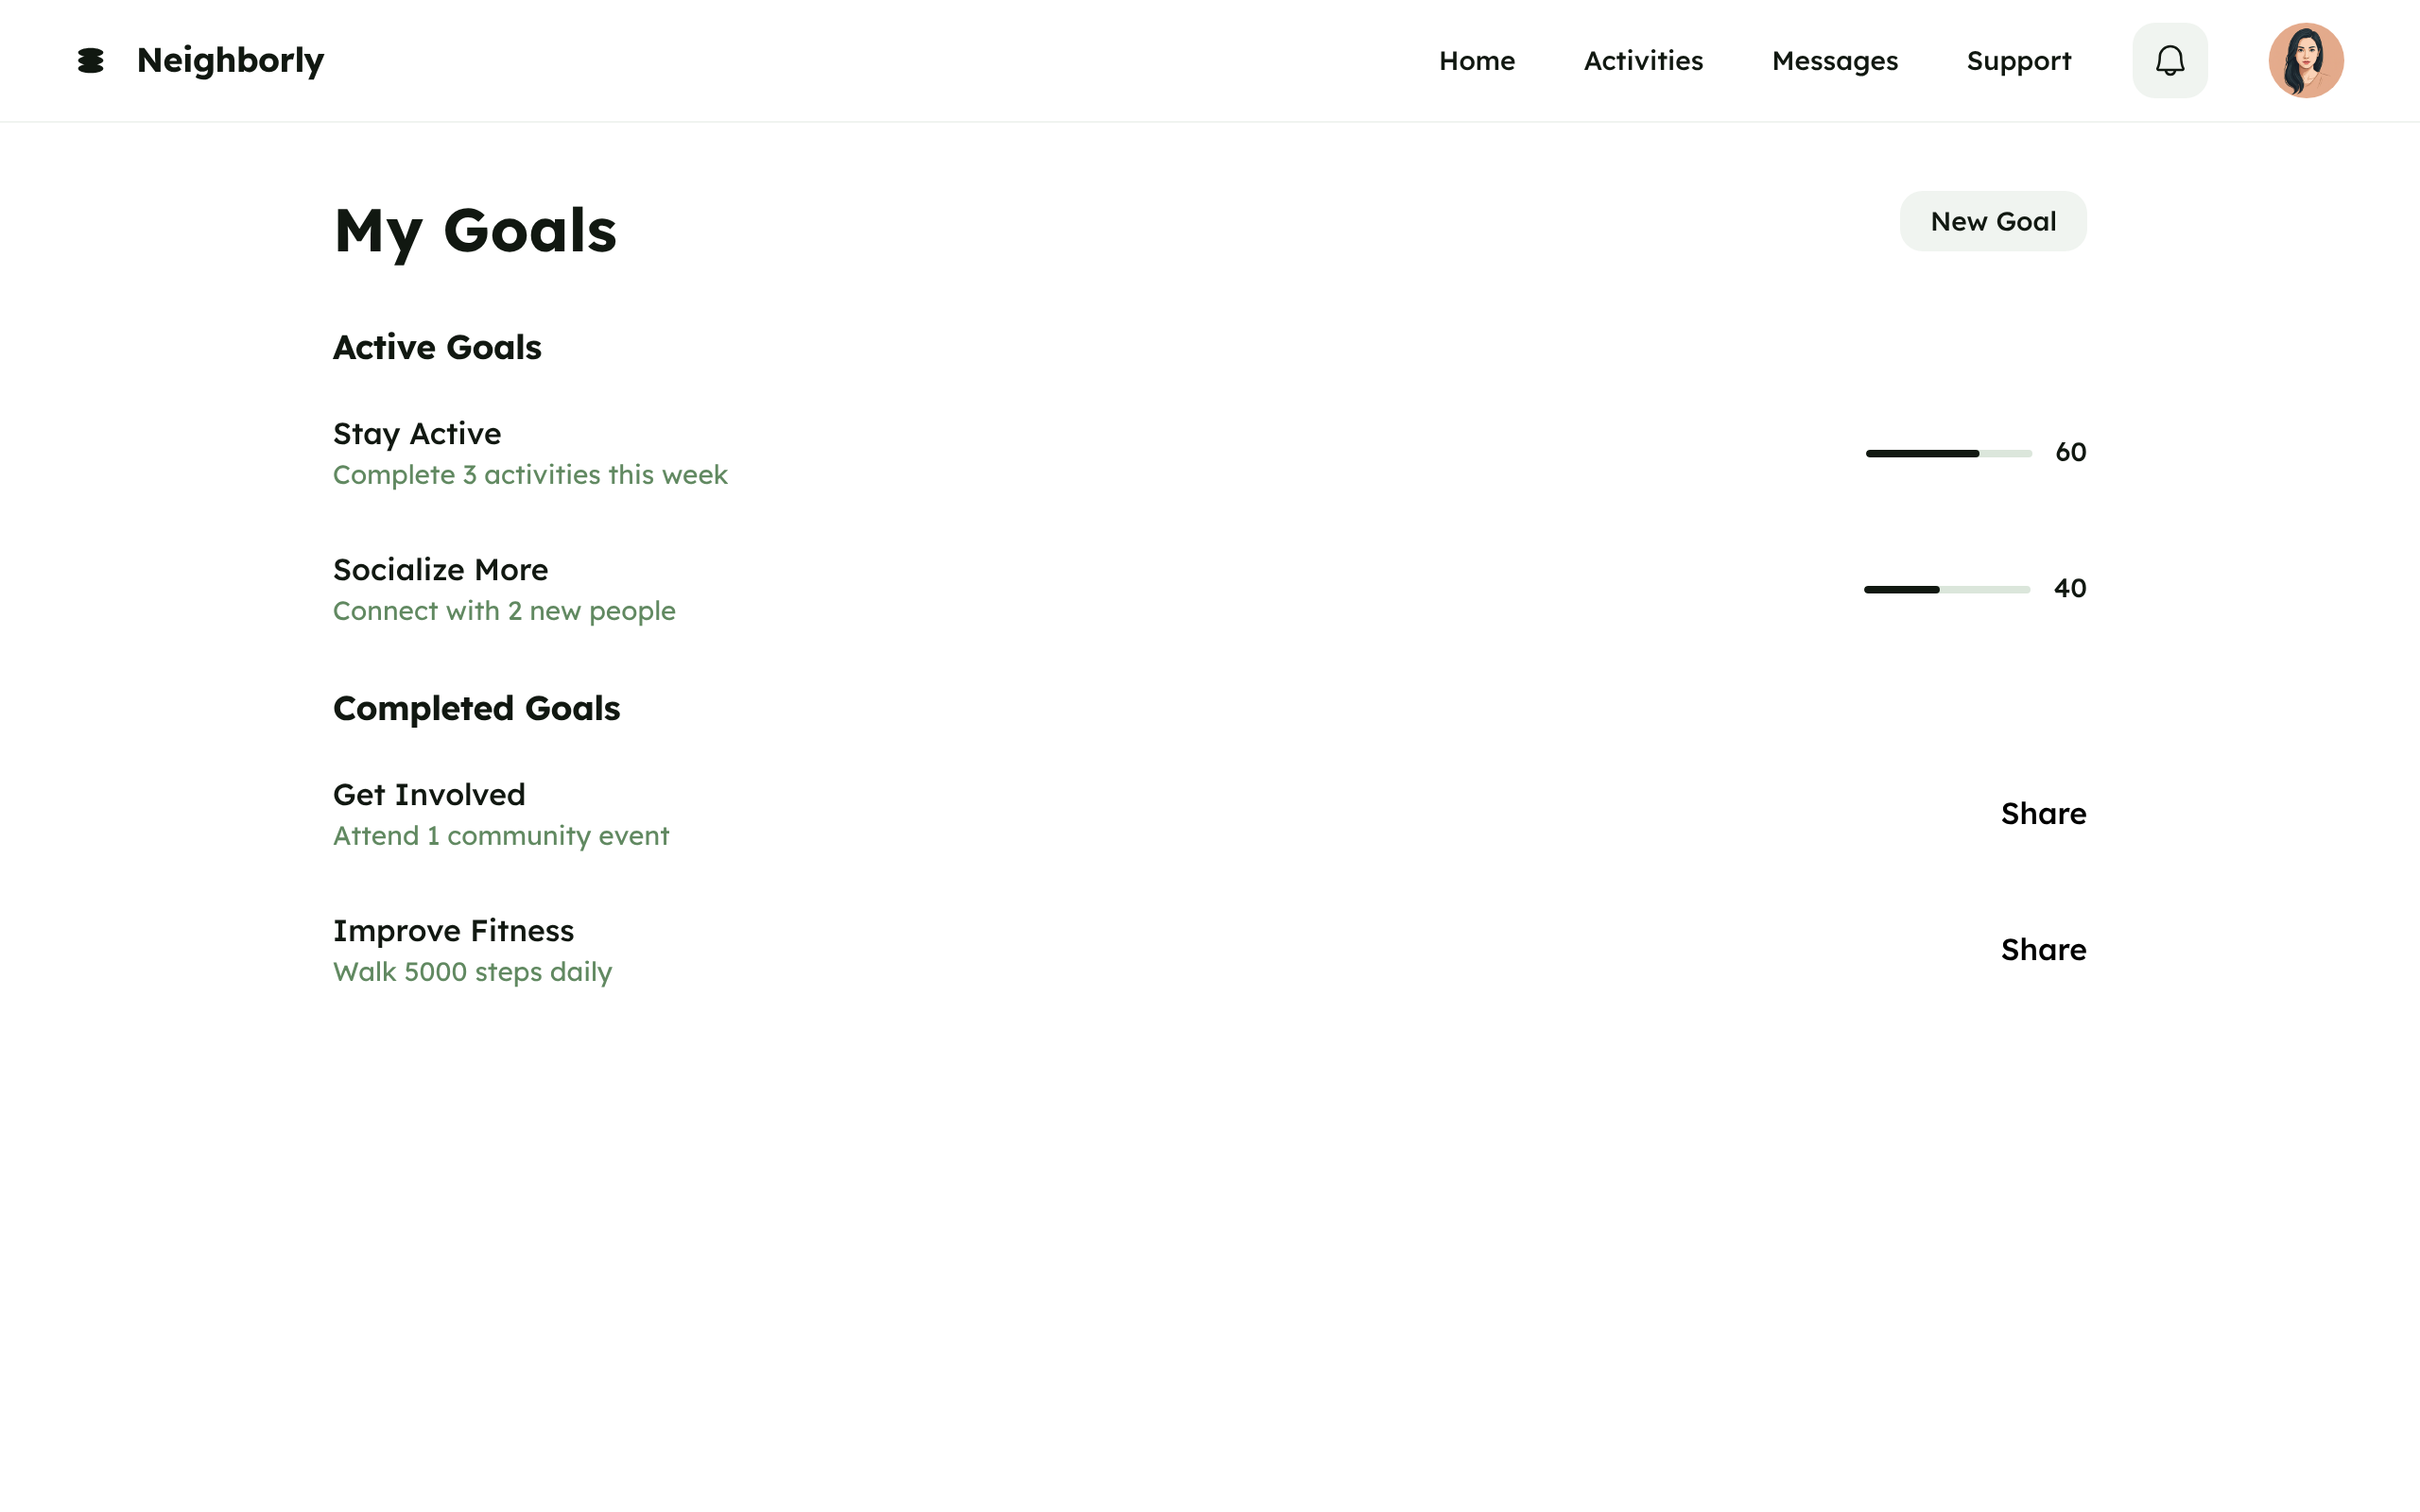 Neighborly
Home
Activities
Messages
Support
My Goals
New Goal
Active Goals
Stay Active
Complete 3 activities this week
60
Socialize More
Connect with 2 new people
40
Completed Goals
Get Involved
Attend 1 community event
Share
Improve Fitness
Walk 5000 steps daily
Share